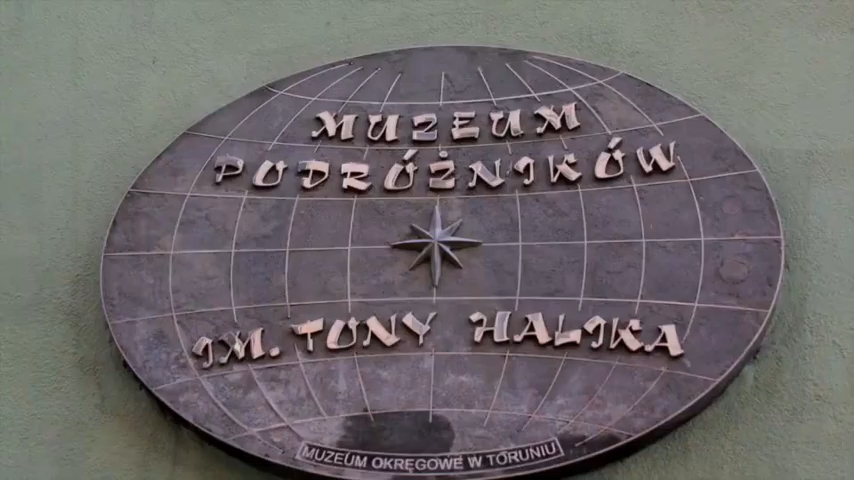 MUZEUM
PODRÓŻNIKÓW
IM. TONY HALIKA
MUZEUM OKRĘGOWE W TORUNIU